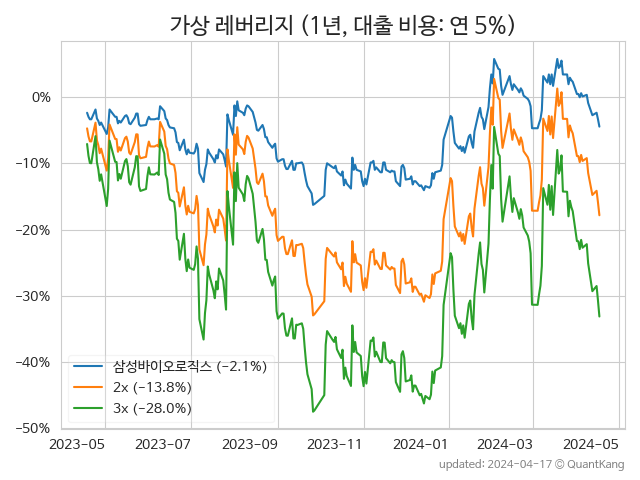 가상 레버리지 (1년, 대출 비용: 연 5%)
0%
−10%
−20%
−30%
−40%
−50%
삼성바이오로직스 (−2.1%)
2x (−13.8%)
3x (−28.0%)
2023-05
2023-07
2023-09
2023-11
2024-01
2024-03
2024-05
updated: 2024-04-17 © QuantKang